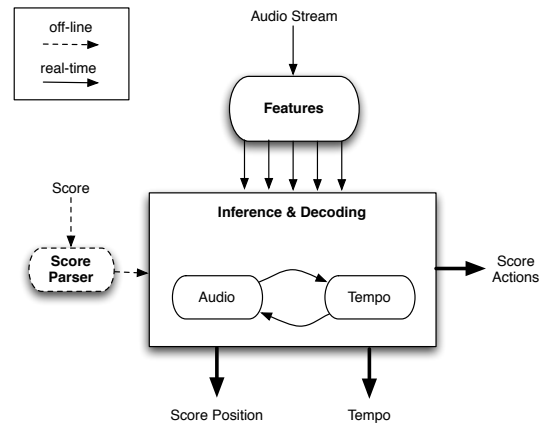 off-line
real-time
Audio Stream
Features
Score
Score
Parser
Inference & Decoding
Audio
Tempo
Score
Actions
Score Position
Tempo